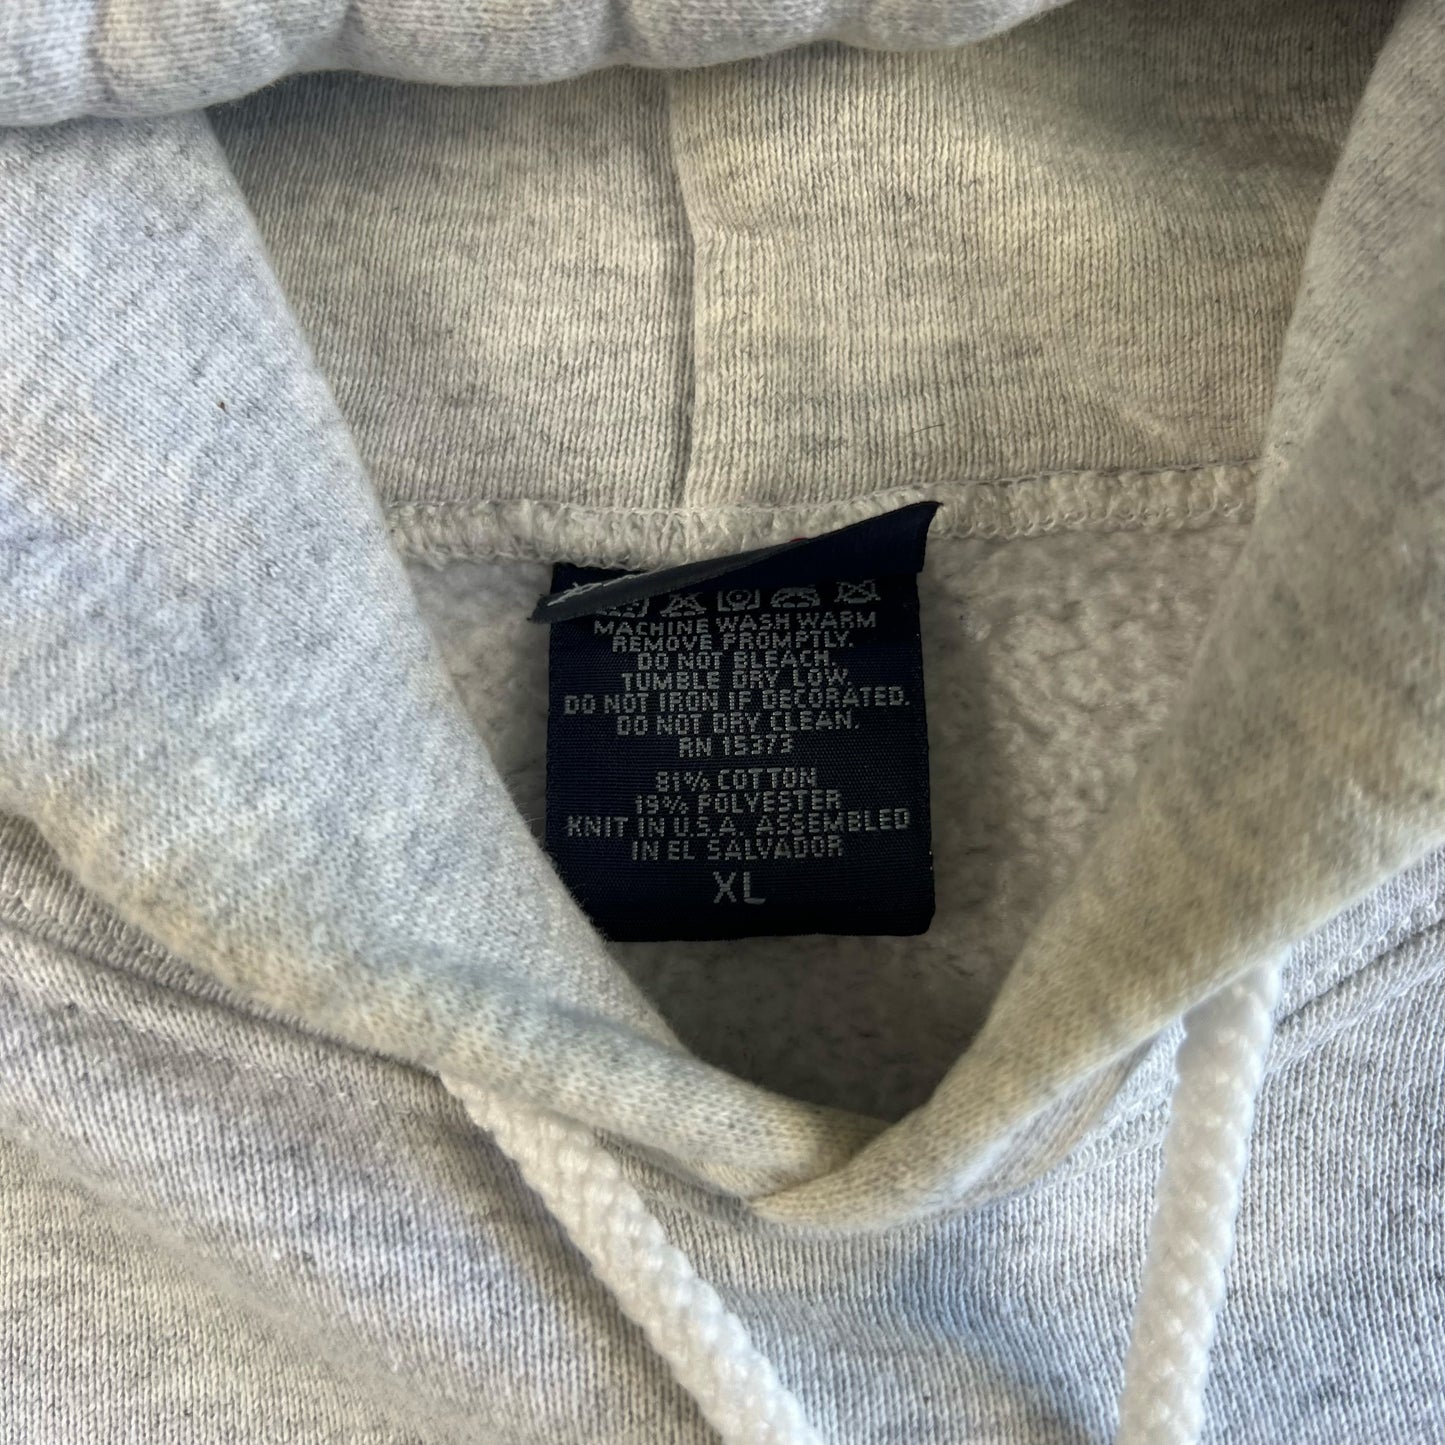 MACHINE WASH WARM
REMOVE PROMPTLY.
DO NOT BLEACH.
TUMBLE DRY LOW.
DO NOT IRON IF DECORATED.
DO NOT DRY CLEAN.
RN 15373
81% COTTON
19% POLYESTER
KNIT IN U.S.A. ASSEMBLED
IN EL SALVADOR
XL